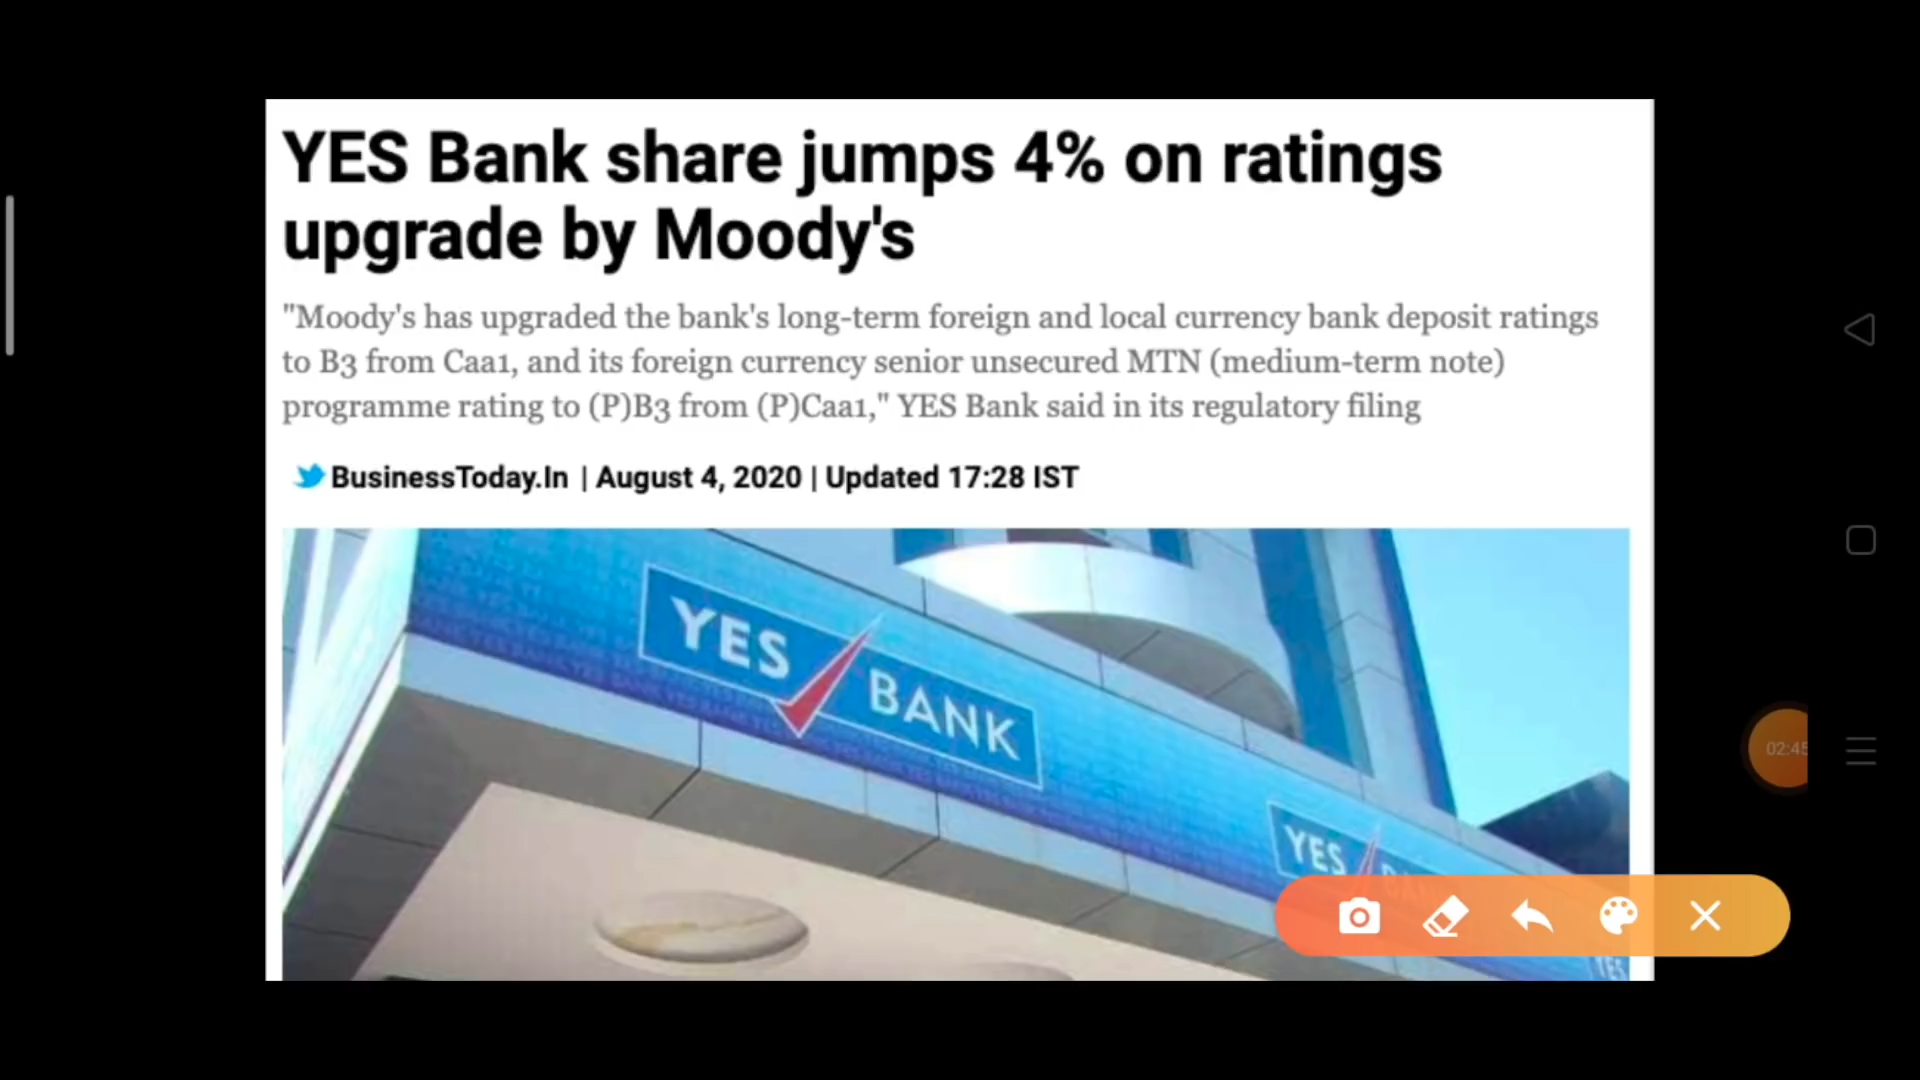 YES Bank share jumps 4% on ratings
upgrade by Moody's
"Moody's has upgraded the bank's long-term foreign and local currency bank deposit ratings
to B3 from Caa1, and its foreign currency senior unsecured MTN (medium-term note)
programme rating to (P)B3 from (P)Caa1," YES Bank said in its regulatory filing
BusinessToday.In | August 4, 2020 | Updated 17:28 IST
YES BANK
02:45
YES
YES